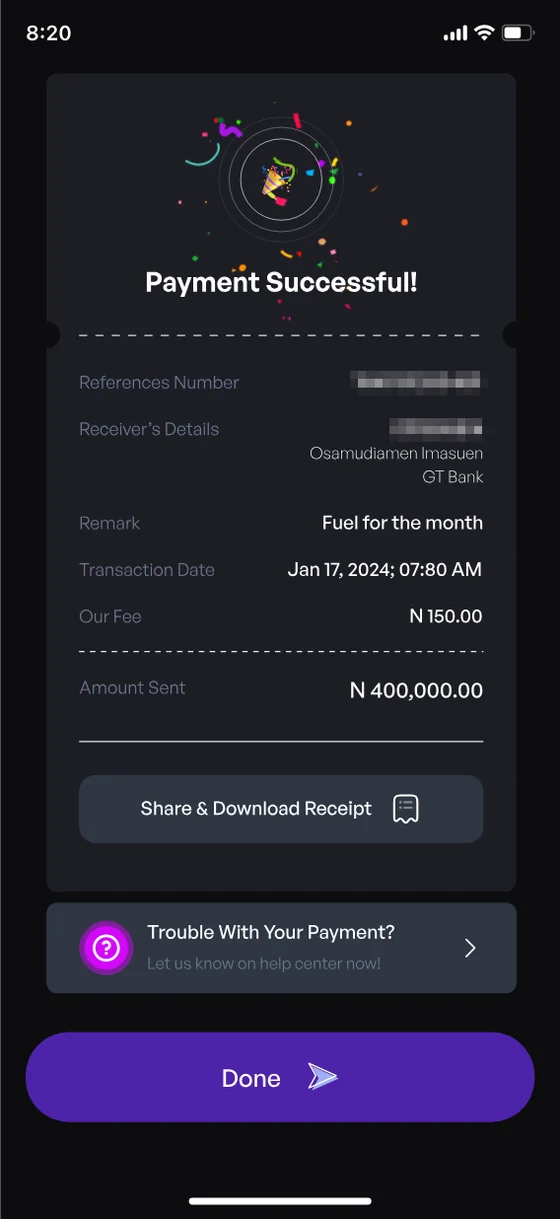 8:20
Payment Successful!
References Number
Receiver's Details
Osamudiamen Imasuen
GT Bank
Remark Fuel for the month
Transaction Date Jan 17, 2024; 07:80 AM
Our Fee N 150.00
Amount Sent N 400,000.00
Share & Download Receipt
Trouble With Your Payment?
Let us know on help center now!
Done